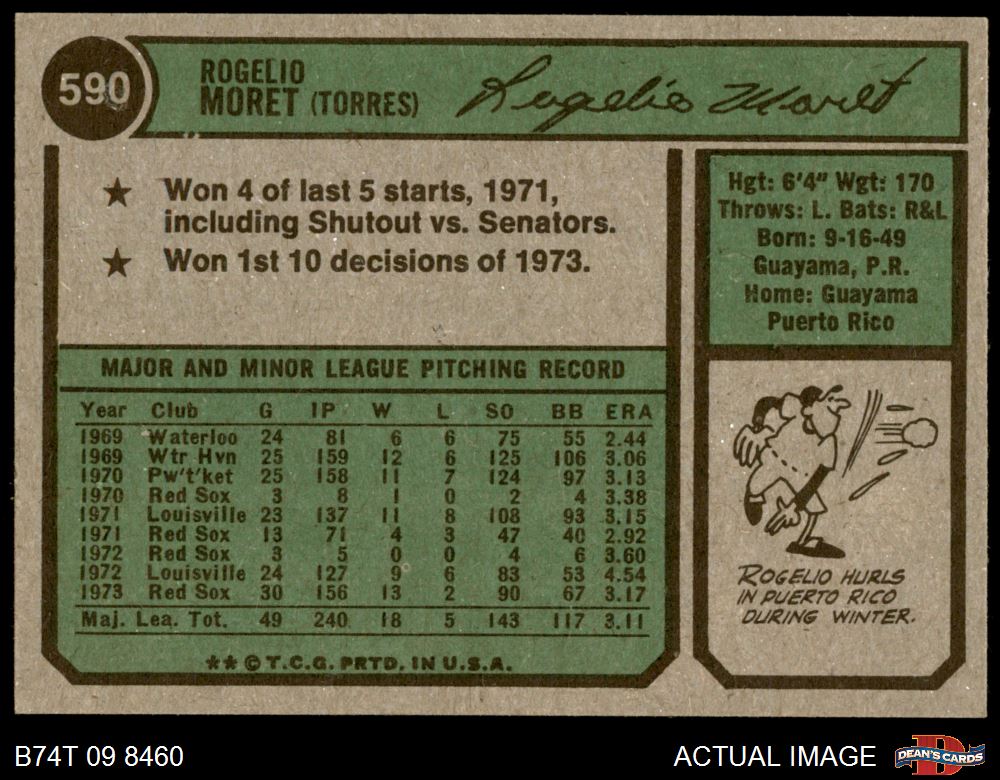 590
ROGELIO
MORET (TORRES)
Rogelio Moret
★ Won 4 of last 5 starts, 1971,
including Shutout vs. Senators.
★ Won 1st 10 decisions of 1973.
Hgt: 6'4" Wgt: 170
Throws: L. Bats: R&L
Born: 9-16-49
Guayama, P.R.
Home: Guayama
Puerto Rico
MAJOR AND MINOR LEAGUE PITCHING RECORD
Year Club G IP W L SO BB ERA
1969 Waterloo 24 81 6 6 75 55 2.44
1969 Wtr Hvn 25 159 12 6 125 106 3.06
1970 Pw't'ket 25 158 11 7 124 97 3.13
1970 Red Sox 3 8 1 0 2 4 3.38
1971 Louisville 23 137 11 8 108 93 3.15
1971 Red Sox 13 71 4 3 47 40 2.92
1972 Red Sox 3 5 0 0 4 6 3.60
1972 Louisville 24 127 9 6 83 53 4.54
1973 Red Sox 30 156 13 2 90 67 3.17
Maj. Lea. Tot. 49 240 18 5 143 117 3.11
**©T.C.G. PRTD. IN U.S.A.
ROGELIO HURLS
IN PUERTO RICO
DURING WINTER.
B74T 09 8460
ACTUAL IMAGE
DEAN'S CARDS